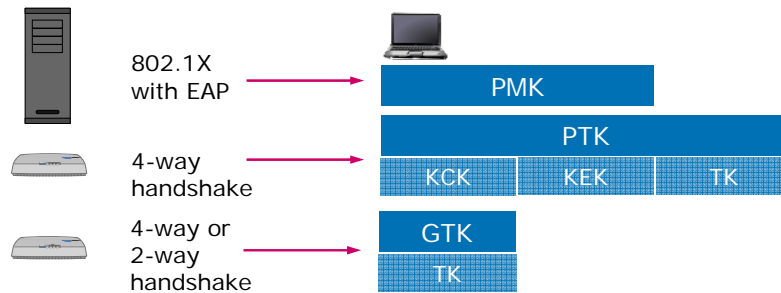 802.1X
with EAP
PMK
PTK
4-way
handshake
KCK KEK TK
4-way or
2-way
handshake
GTK
TK